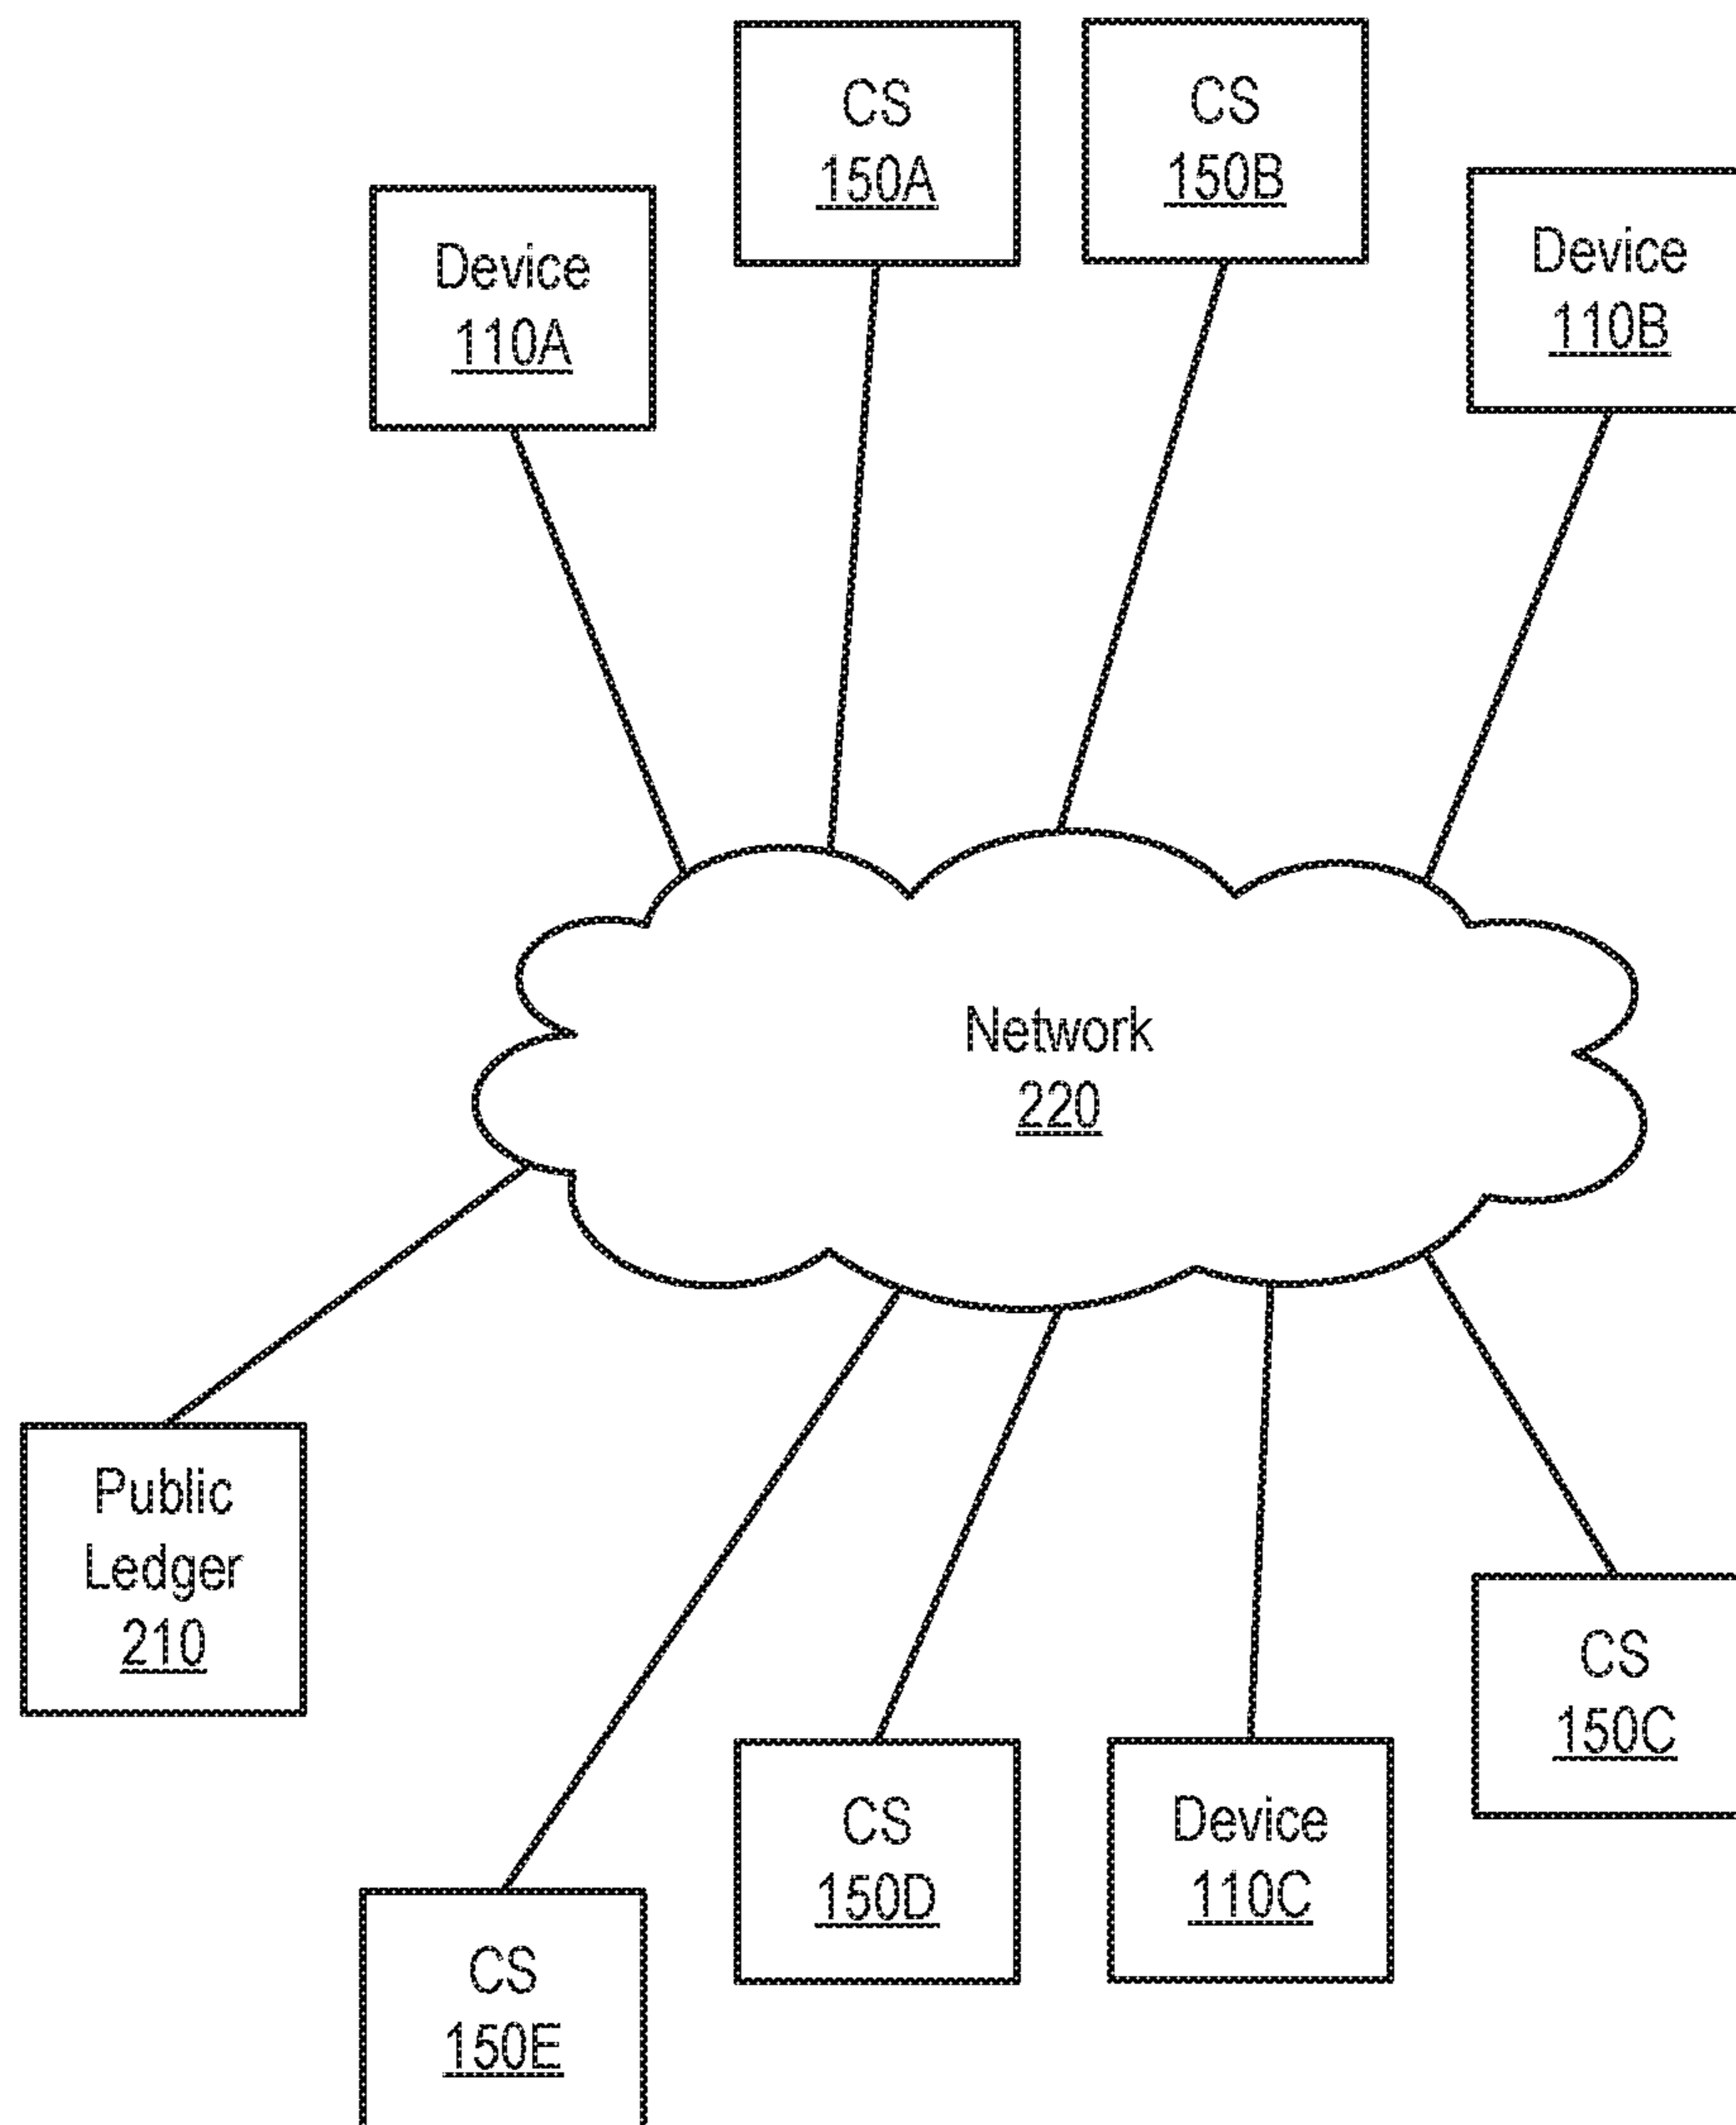 CS
150A
CS
150B
Device
110A
Device
110B
Network
220
Public
Ledger
210
CS
150C
CS
150D
Device
110C
CS
150E